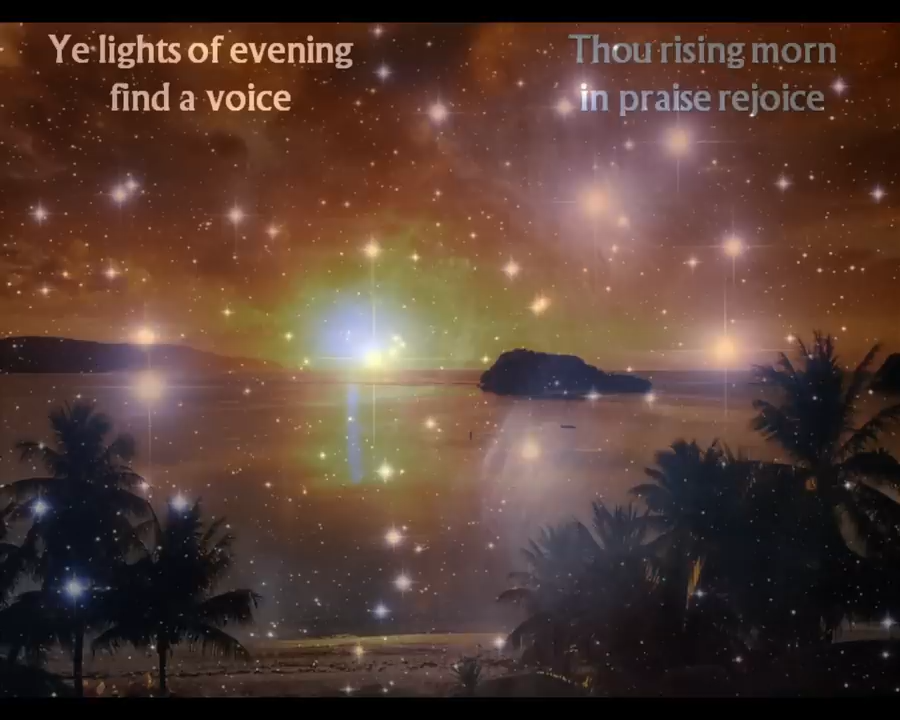 Ye lights of evening
find a voice
Thou rising morn
in praise rejoice